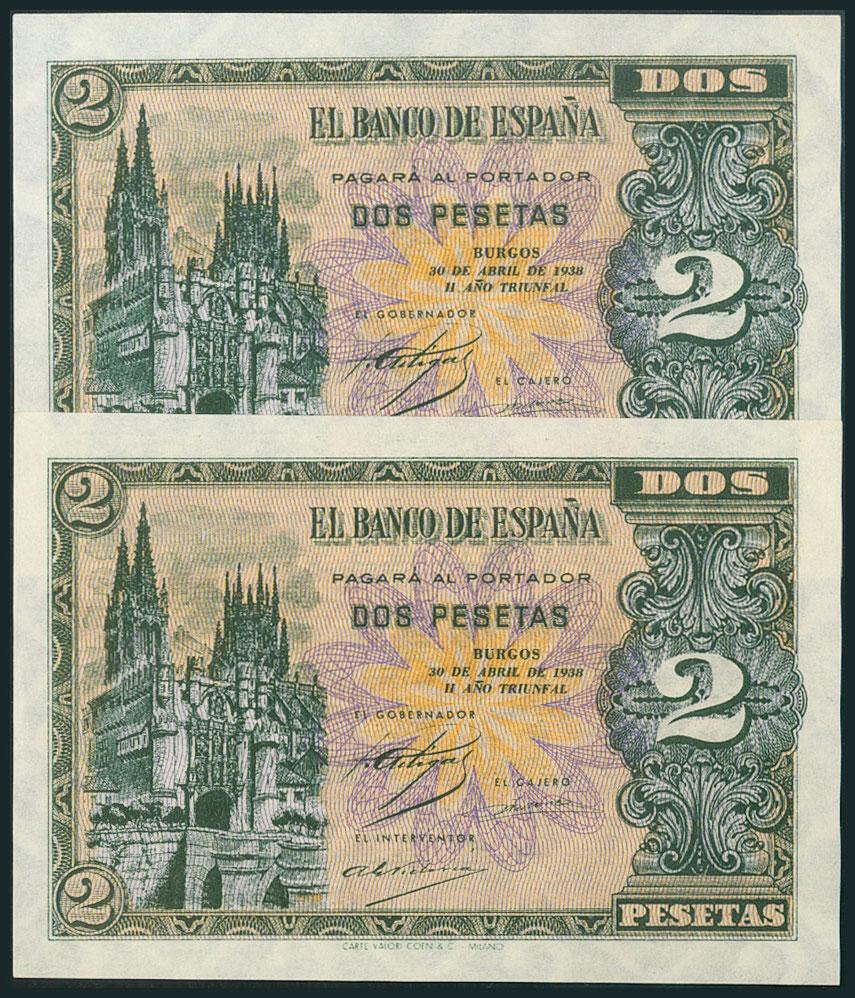 2
DOS
EL BANCO DE ESPAÑA
PAGARÁ AL PORTADOR
DOS PESETAS
BURGOS
30 DE ABRIL DE 1938
II AÑO TRIUNFAL
2
EL GOBERNADOR
EL CAJERO
2
DOS
EL BANCO DE ESPAÑA
PAGARÁ AL PORTADOR
DOS PESETAS
BURGOS
30 DE ABRIL DE 1938
II AÑO TRIUNFAL
2
EL GOBERNADOR
EL CAJERO
EL INTERVENTOR
2
PESETAS
CARTE VALORI COEN & C. - MILANO